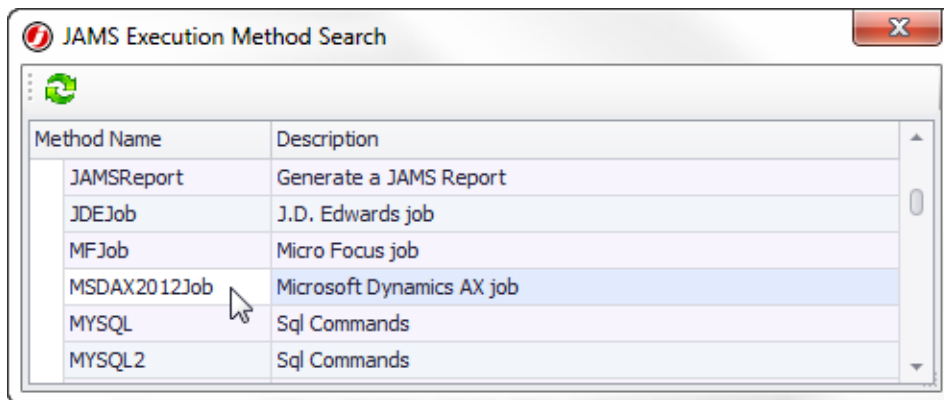 JAMS Execution Method Search
Method Name Description
JAMSReport Generate a JAMS Report
JDEJob J.D. Edwards job
MFJob Micro Focus job
MSDAX2012Job Microsoft Dynamics AX job
MYSQL Sql Commands
MYSQL2 Sql Commands